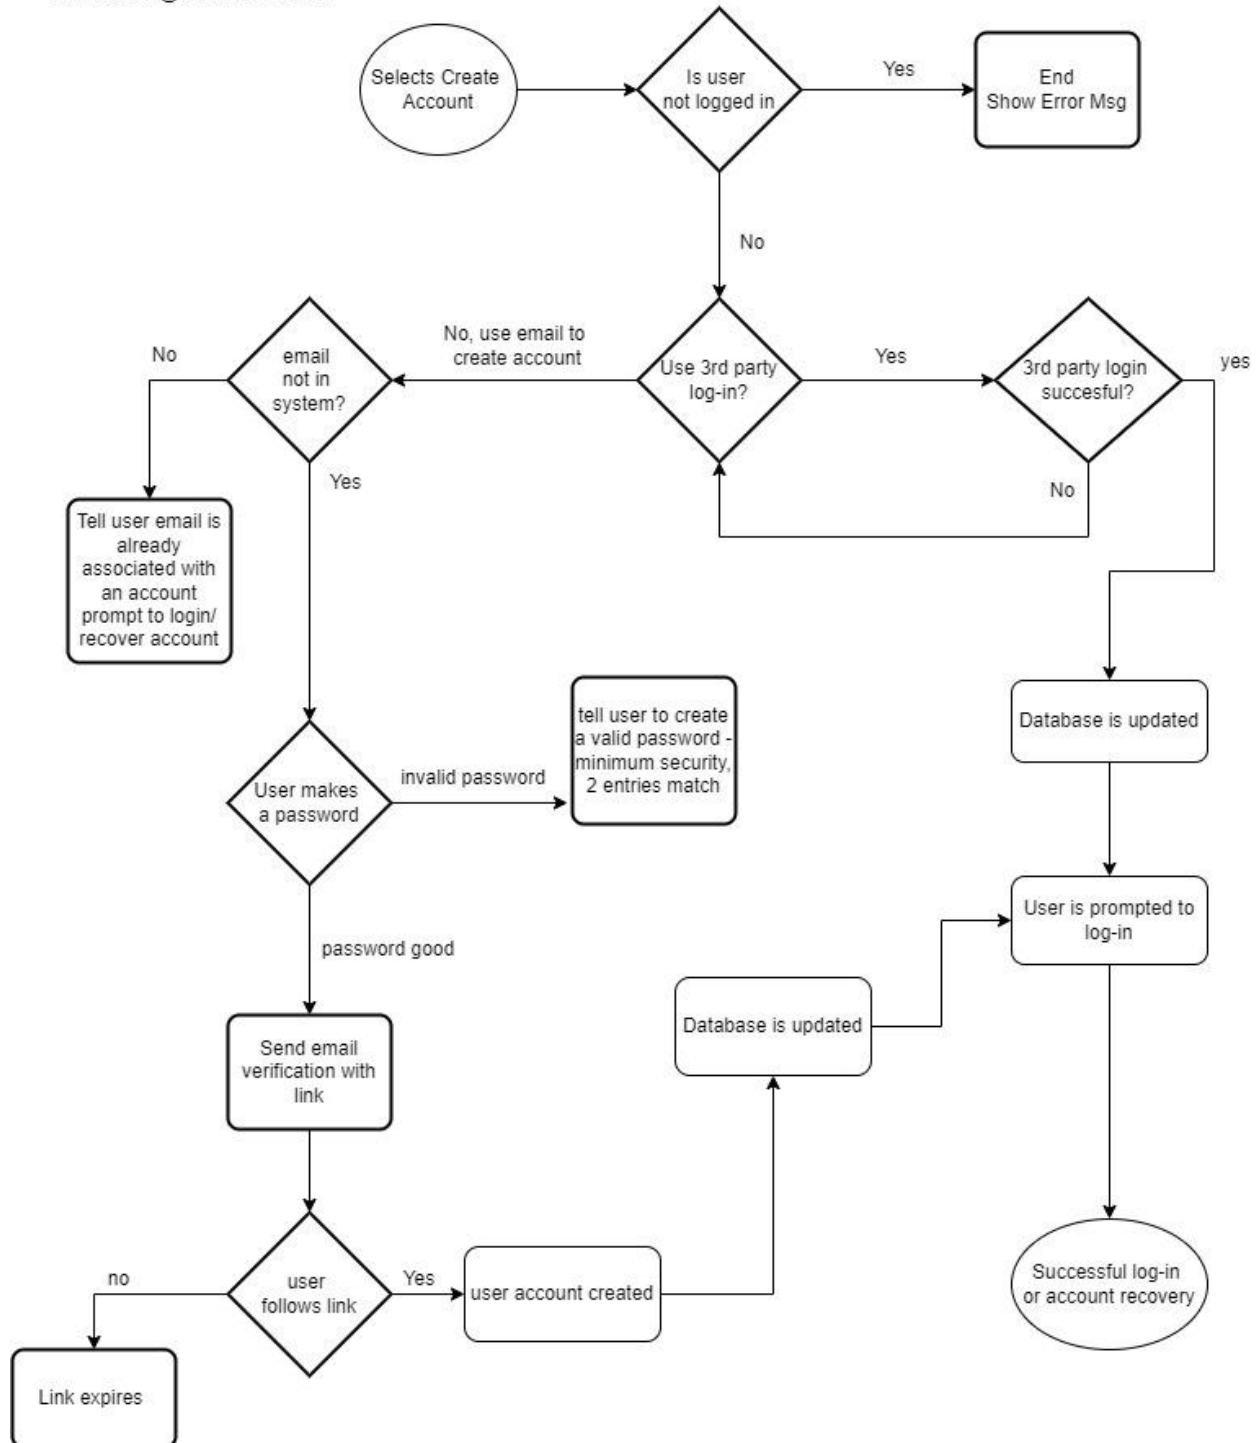 Selects Create
Account
Is user
not logged in
Yes
End
Show Error Msg
No
No, use email to
create account
Use 3rd party
log-in?
Yes
3rd party login
succesful?
yes
No
email
not in
system?
No
Yes
Tell user email is
already
associated with
an account
prompt to login/
recover account
User makes
a password
invalid password
tell user to create
a valid password -
minimum security,
2 entries match
password good
Send email
verification with
link
user
follows link
no
Link expires
Yes
user account created
Database is updated
Database is updated
User is prompted to
log-in
Successful log-in
or account recovery